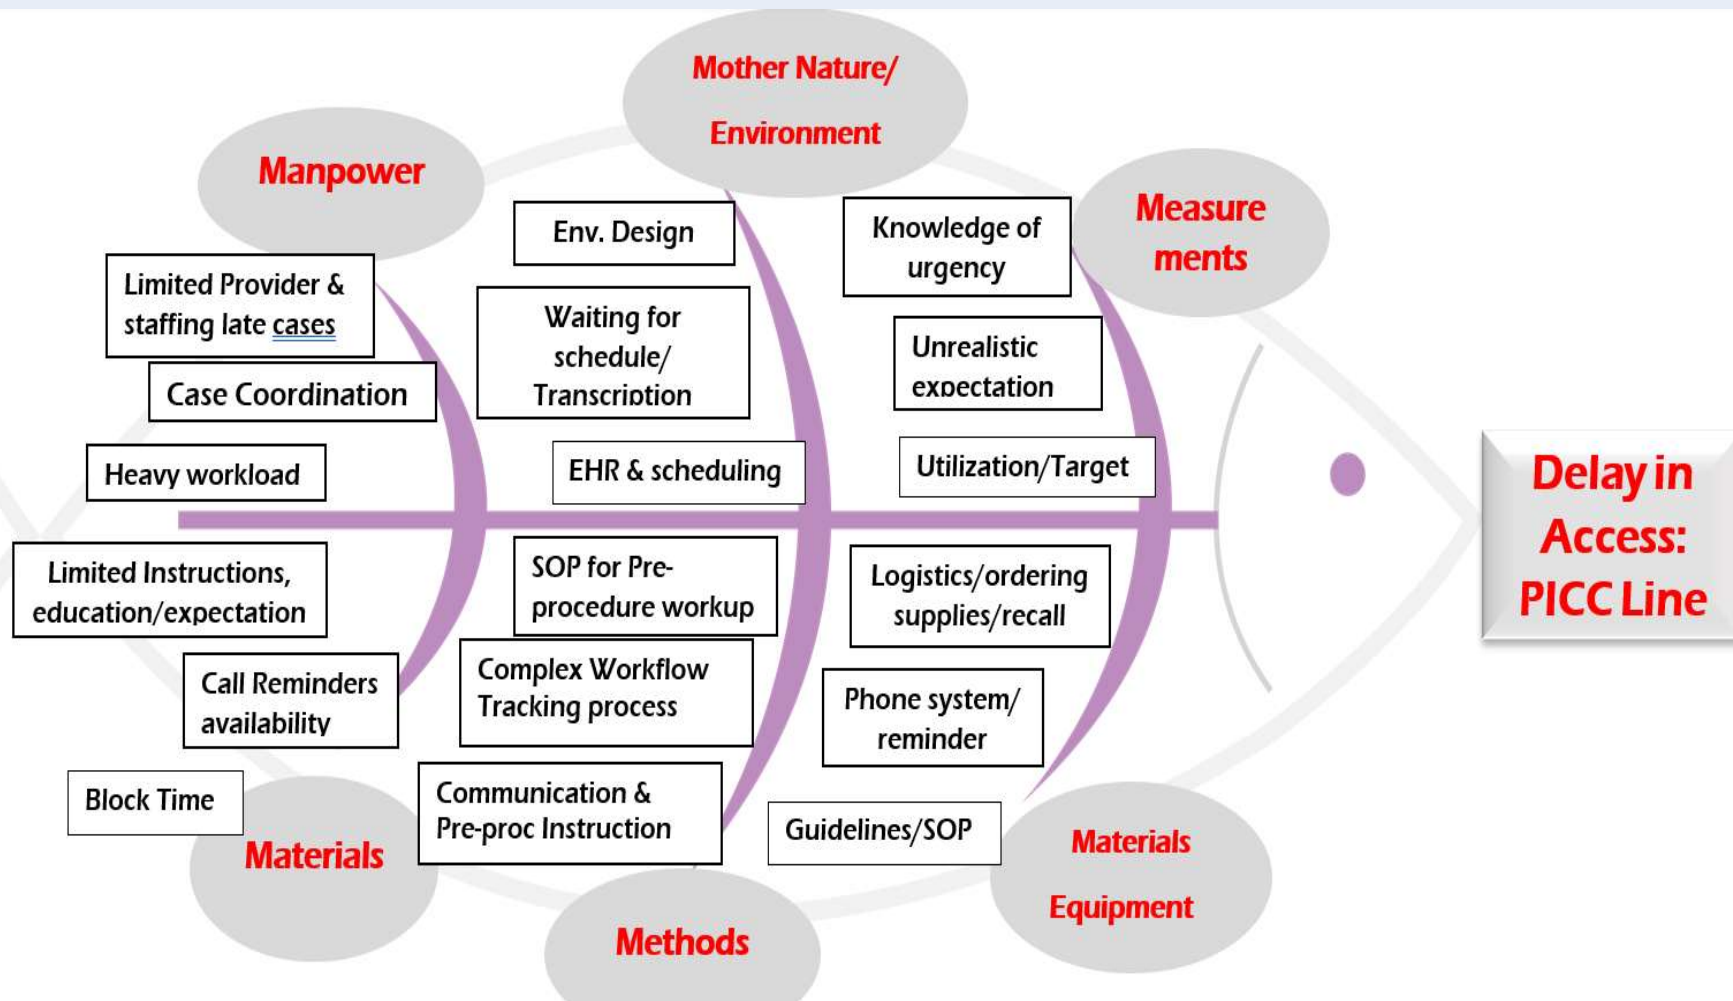 Mother Nature/
Environment
Manpower
Measure
ments
Limited Provider &
staffing late cases
Case Coordination
Heavy workload
Env. Design
Waiting for
schedule/
Transcription
EHR & scheduling
Knowledge of
urgency
Unrealistic
expectation
Utilization/Target
Delay in
Access:
PICC Line
Limited Instructions,
education/expectation
Call Reminders
availability
Block Time
Materials
SOP for Pre-
procedure workup
Complex Workflow
Tracking process
Communication &
Pre-proc Instruction
Methods
Logistics/ordering
supplies/recall
Phone system/
reminder
Guidelines/SOP
Materials
Equipment